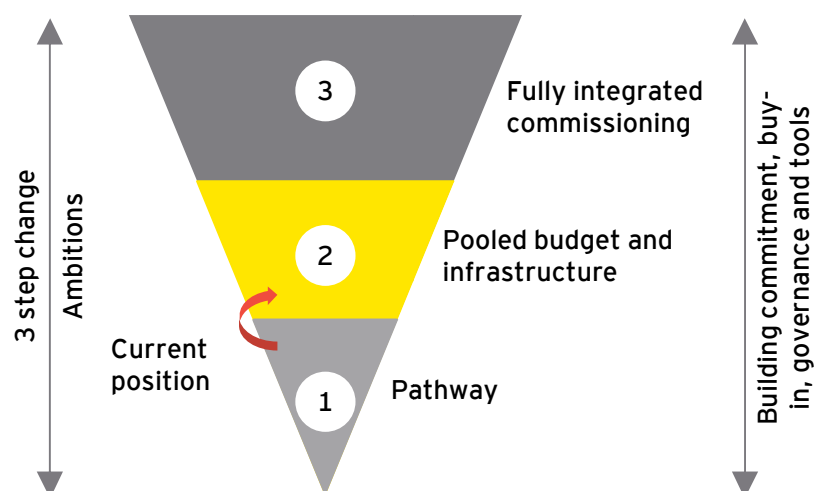 3 step change
Ambitions
3
Fully integrated
commissioning
2
Pooled budget and
infrastructure
Current
position
1
Pathway
Building commitment, buy-
in, governance and tools